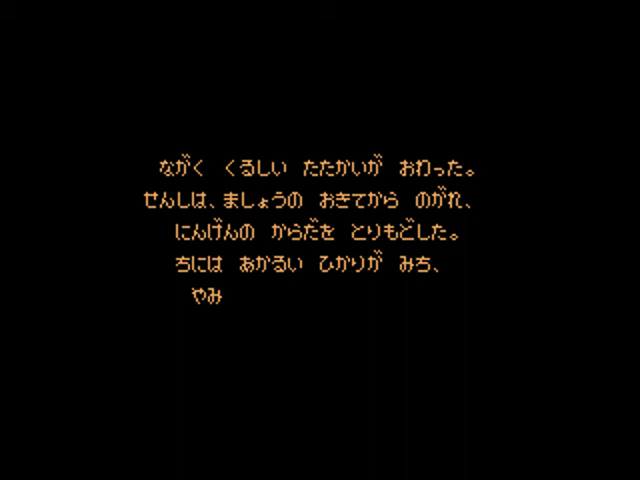 ながく くるしい たたかいが おわった。
せんしは、ましょうの おきてから のがれ、
にんげんの からだを とりもどした。
ちには あかるい ひかりが みち、
やみ